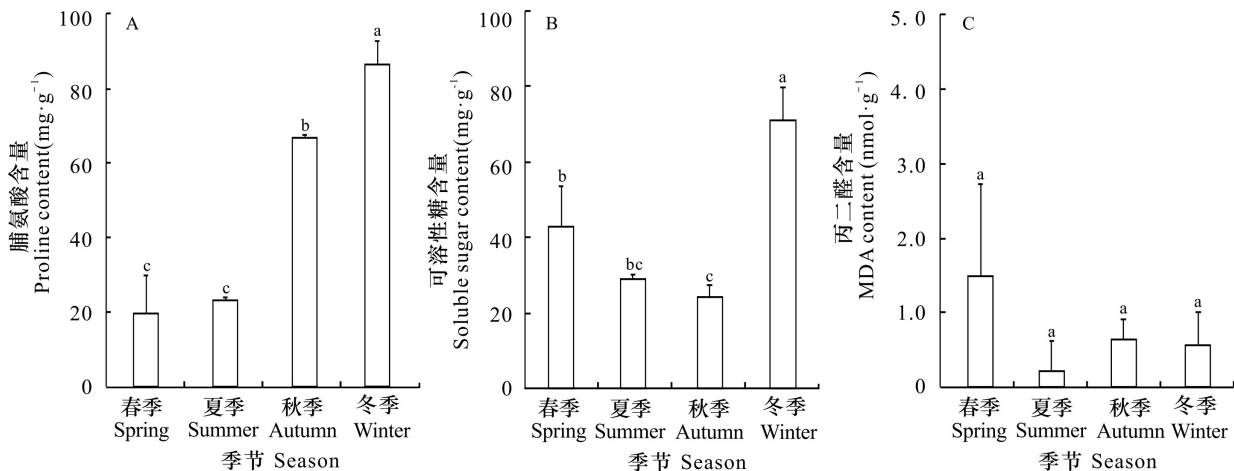 A
脯氨酸含量
Proline content(mg·g⁻¹)
100
80
60
40
20
0
c
c
b
a
春季 夏季 秋季 冬季
Spring Summer Autumn Winter
季节 Season
B
可溶性糖含量
Soluble sugar content(mg·g⁻¹)
100
80
60
40
20
0
b
bc
c
a
春季 夏季 秋季 冬季
Spring Summer Autumn Winter
季节 Season
C
丙二醛含量
MDA content (nmol·g⁻¹)
5.0
4.0
3.0
2.0
1.0
0
a
a
a
a
春季 夏季 秋季 冬季
Spring Summer Autumn Winter
季节 Season